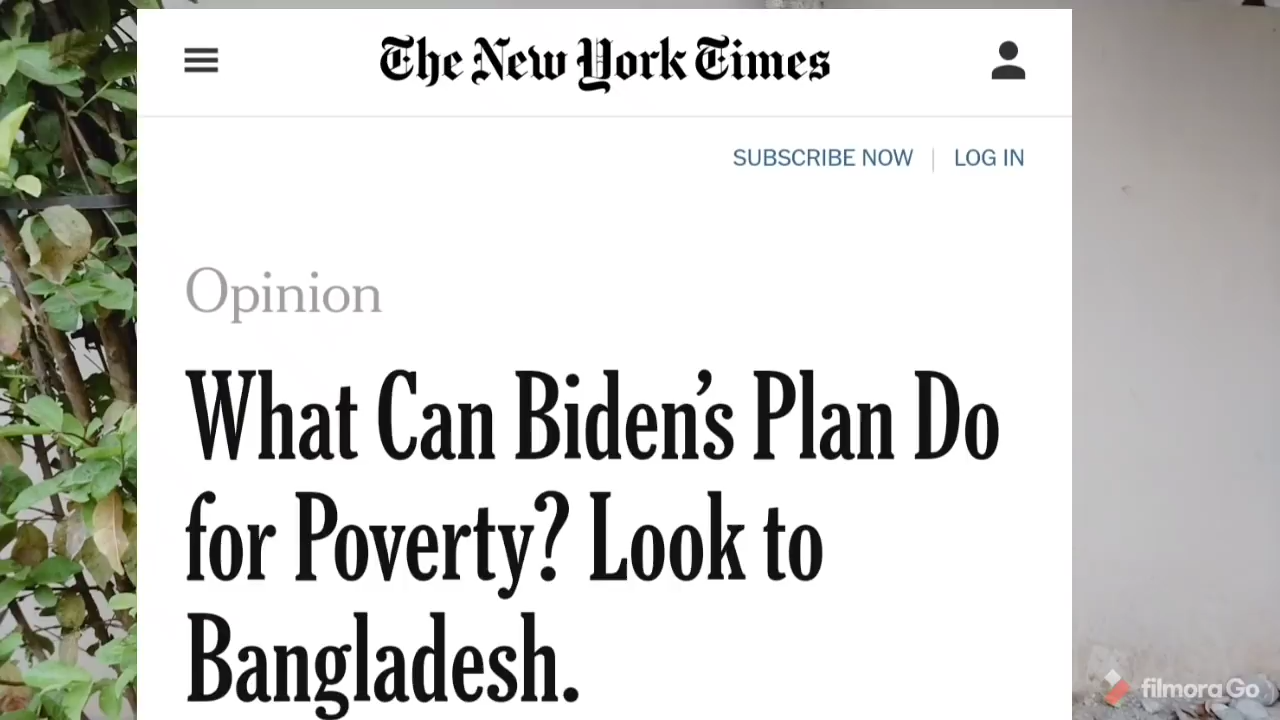 The New York Times
SUBSCRIBE NOW | LOG IN
Opinion
What Can Biden’s Plan Do
for Poverty? Look to
Bangladesh.
filmora Go